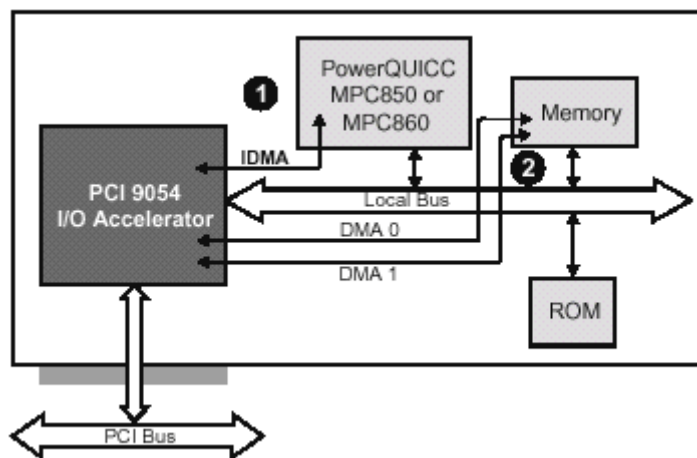 PowerQUICC
MPC850 or
MPC860
1
Memory
IDMA
2
PCI 9054
I/O Accelerator
Local Bus
DMA 0
DMA 1
ROM
PCI Bus